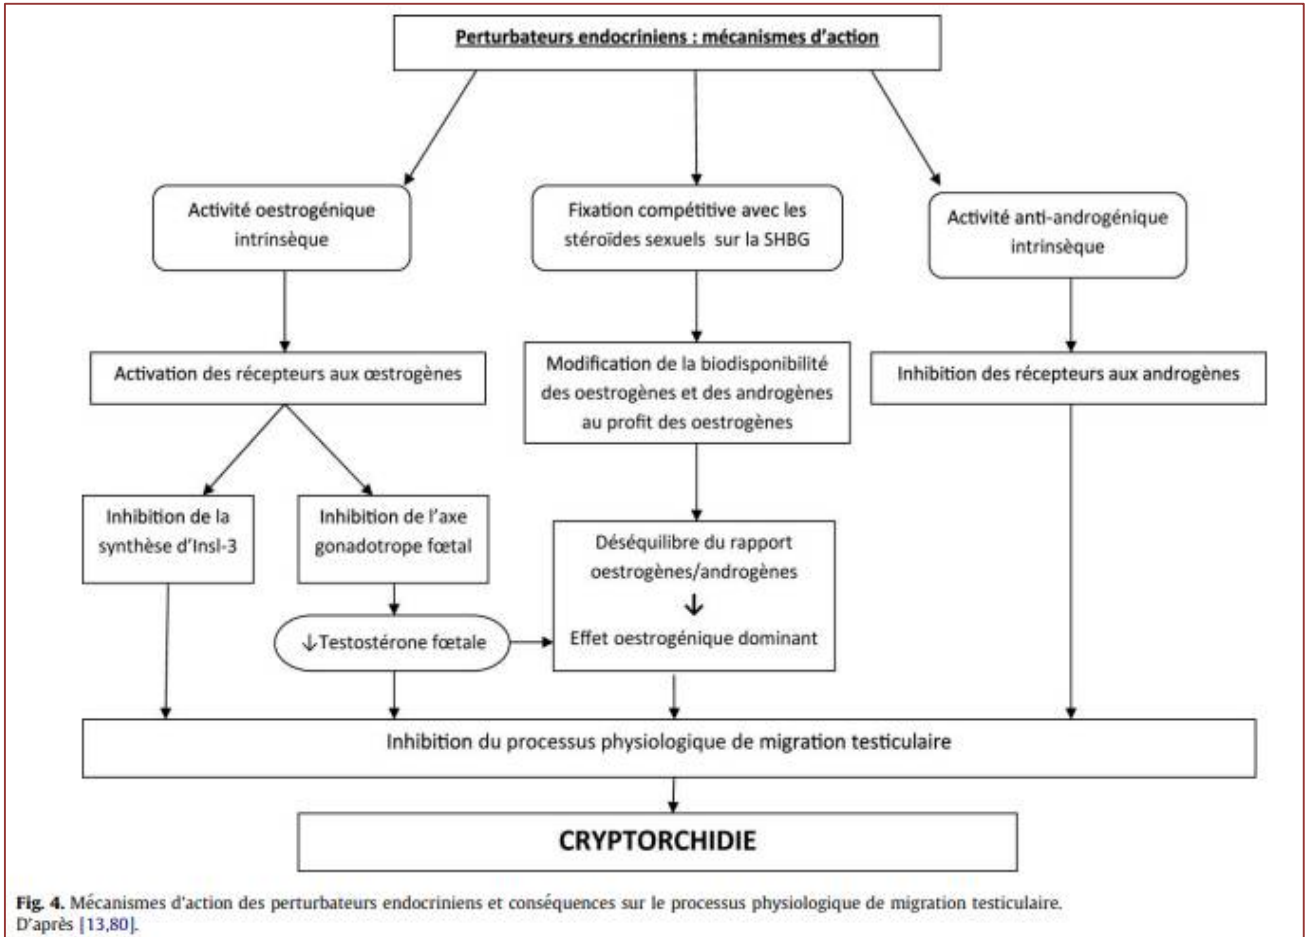 Perturbateurs endocriniens : mécanismes d'action
Activité oestrogénique
intrinsèque
Fixation compétitive avec les
stéroïdes sexuels sur la SHBG
Activité anti-androgénique
intrinsèque
Activation des récepteurs aux œstrogènes
Modification de la biodisponibilité
des oestrogènes et des androgènes
au profit des oestrogènes
Inhibition des récepteurs aux androgènes
Inhibition de la
synthèse d'Insl-3
Inhibition de l'axe
gonadotrope fœtal
Déséquilibre du rapport
oestrogènes/androgènes
↓
Effet oestrogénique dominant
↓Testostérone fœtale
Inhibition du processus physiologique de migration testiculaire
CRYPTORCHIDIE
Fig. 4. Mécanismes d'action des perturbateurs endocriniens et conséquences sur le processus physiologique de migration testiculaire.
D'après [13,80].